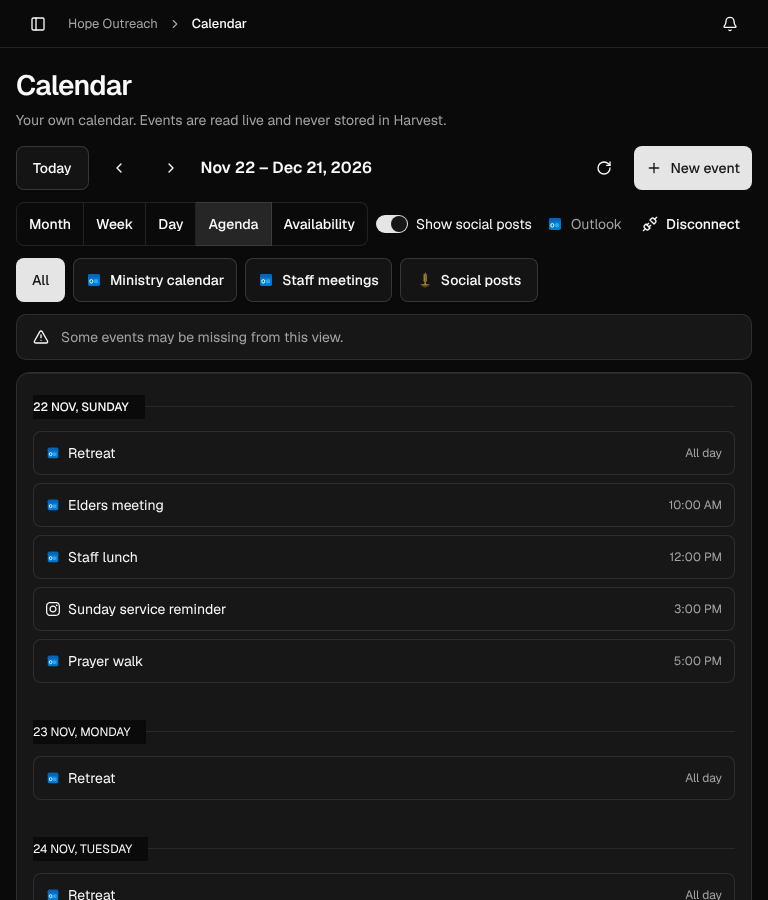 Hope Outreach > Calendar
Calendar
Your own calendar. Events are read live and never stored in Harvest.
Today Nov 22 – Dec 21, 2026 New event
Month Week Day Agenda Availability Show social posts Outlook Disconnect
All Ministry calendar Staff meetings Social posts
Some events may be missing from this view.
22 NOV, SUNDAY
Retreat All day
Elders meeting 10:00 AM
Staff lunch 12:00 PM
Sunday service reminder 3:00 PM
Prayer walk 5:00 PM
23 NOV, MONDAY
Retreat All day
24 NOV, TUESDAY
Retreat All day